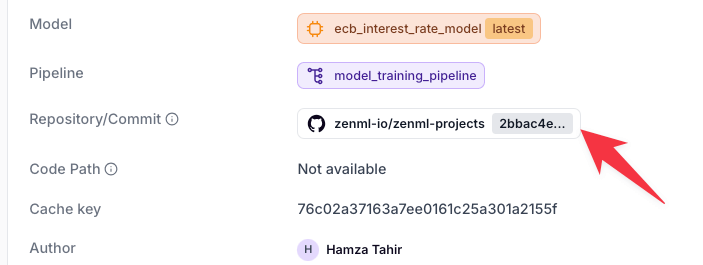 Model ecb_interest_rate_model latest
Pipeline model_training_pipeline
Repository/Commit zenml-io/zenml-projects 2bbac4e...
Code Path Not available
Cache key 76c02a37163a7ee0161c25a301a2155f
Author H Hamza Tahir